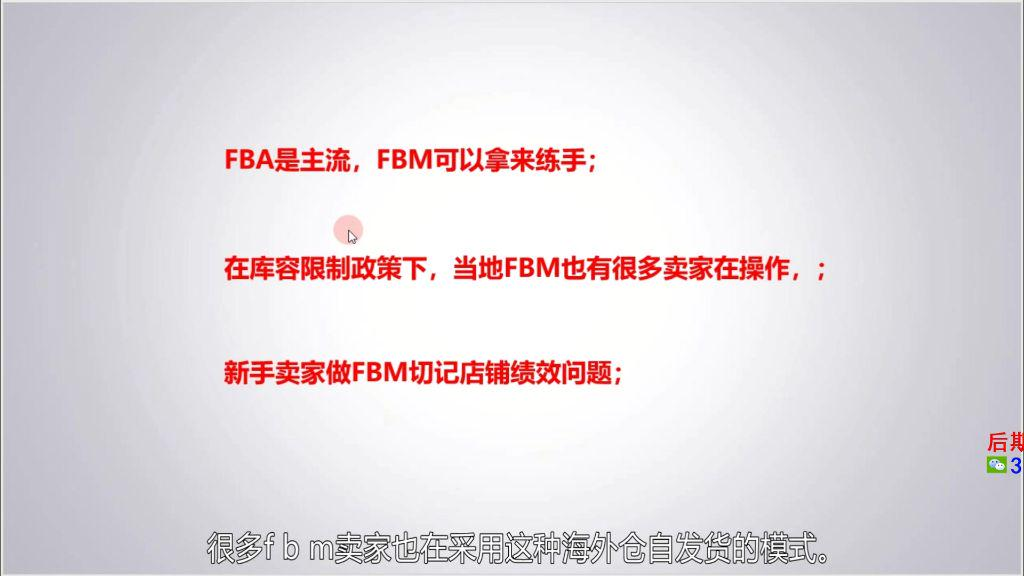 FBA是主流，FBM可以拿来练手；
在库容限制政策下，当地FBM也有很多卖家在操作，；
新手卖家做FBM切记店铺绩效问题；
后期
3
很多f b m卖家也在采用这种海外仓自发货的模式。